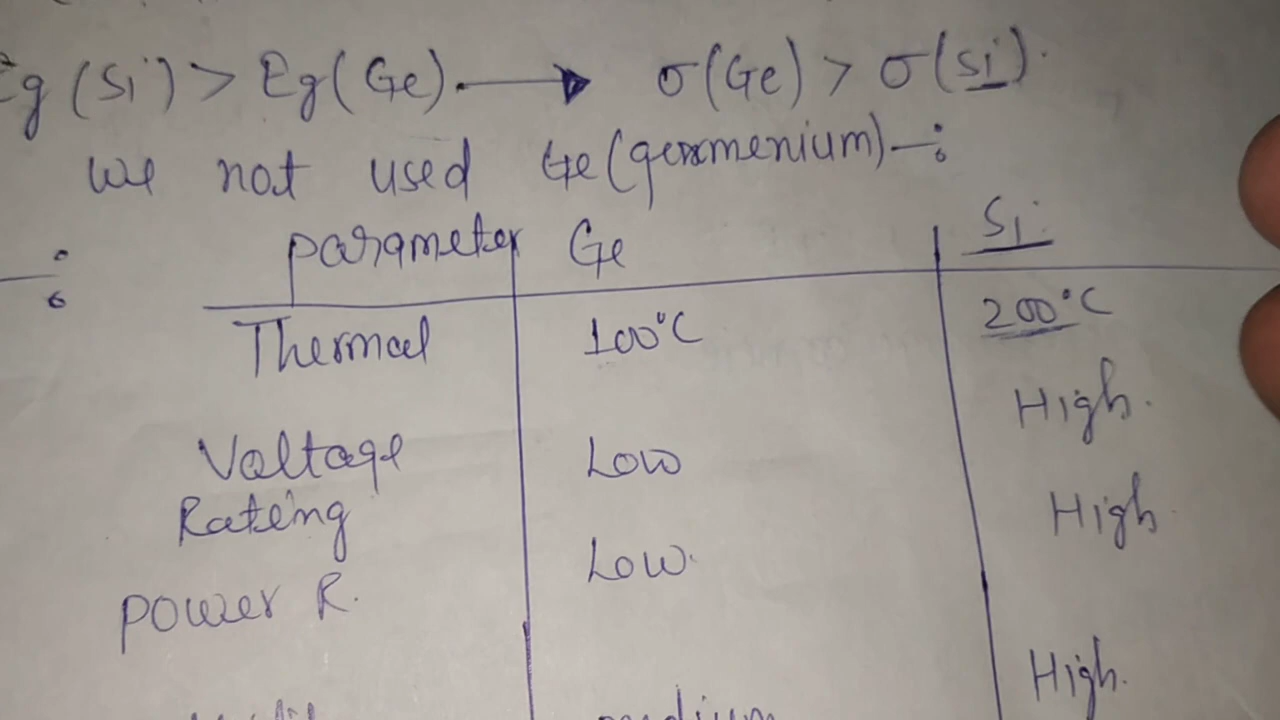 Eg (Si) > Eg (Ge). → σ(Ge) > σ(Si).
we not used Ge (germenium) –:
–:
parameter Ge Si
Thermal 100°C 200°C
Voltage Low High.
Rating
Low. High
power R.
High.
medium